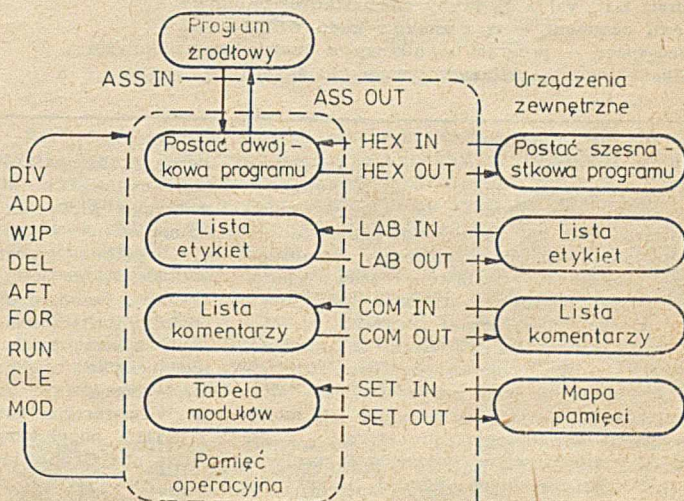 Program
źrodłowy
ASS IN
ASS OUT
Urządzenia
zewnętrzne
Postać dwój-
kowa programu
HEX IN
HEX OUT
Postać szesna-
stkowa programu
DIV
ADD
WIP
DEL
AFT
FOR
RUN
CLE
MOD
Lista
etykiet
LAB IN
LAB OUT
Lista
etykiet
Lista
komentarzy
COM IN
COM OUT
Lista
komentarzy
Tabela
modułów
SET IN
SET OUT
Mapa
pamięci
Pamięć
operacyjna